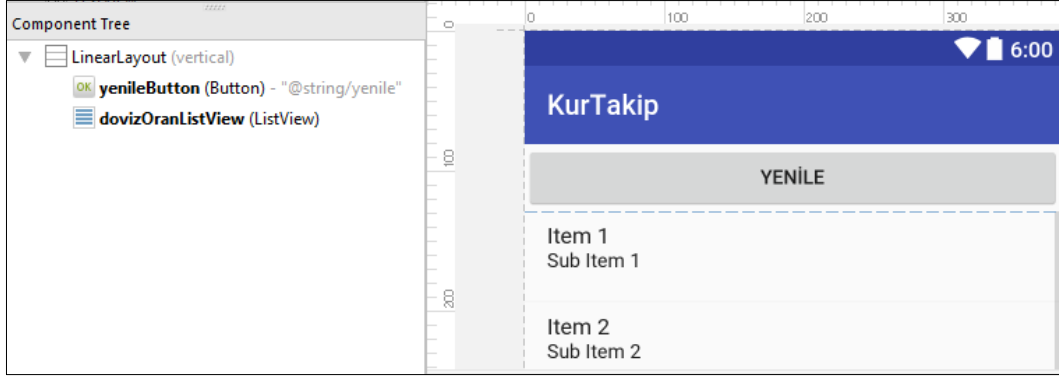 Component Tree
LinearLayout (vertical)
OK yenileButton (Button) - "@string/yenile"
dovizOranListView (ListView)
0
0 100 200 300
6:00
KurTakip
100
YENİLE
Item 1
Sub Item 1
200
Item 2
Sub Item 2